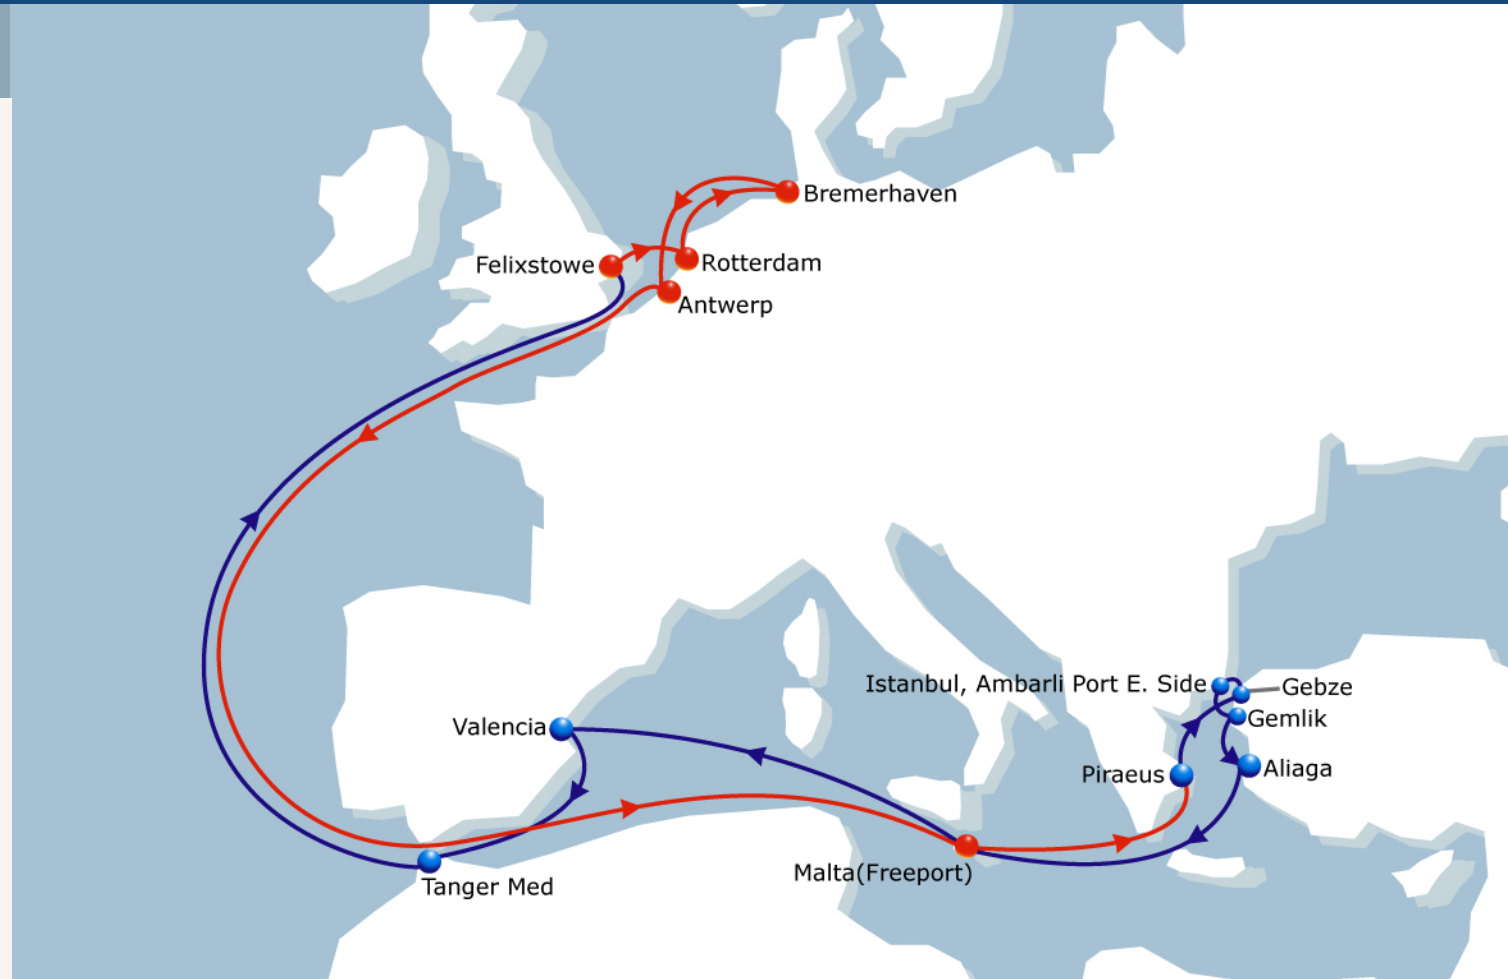 Bremerhaven
Felixstowe
Rotterdam
Antwerp
Istanbul, Ambarli Port E. Side
Gebze
Gemlik
Valencia
Piraeus
Aliaga
Malta(Freeport)
Tanger Med